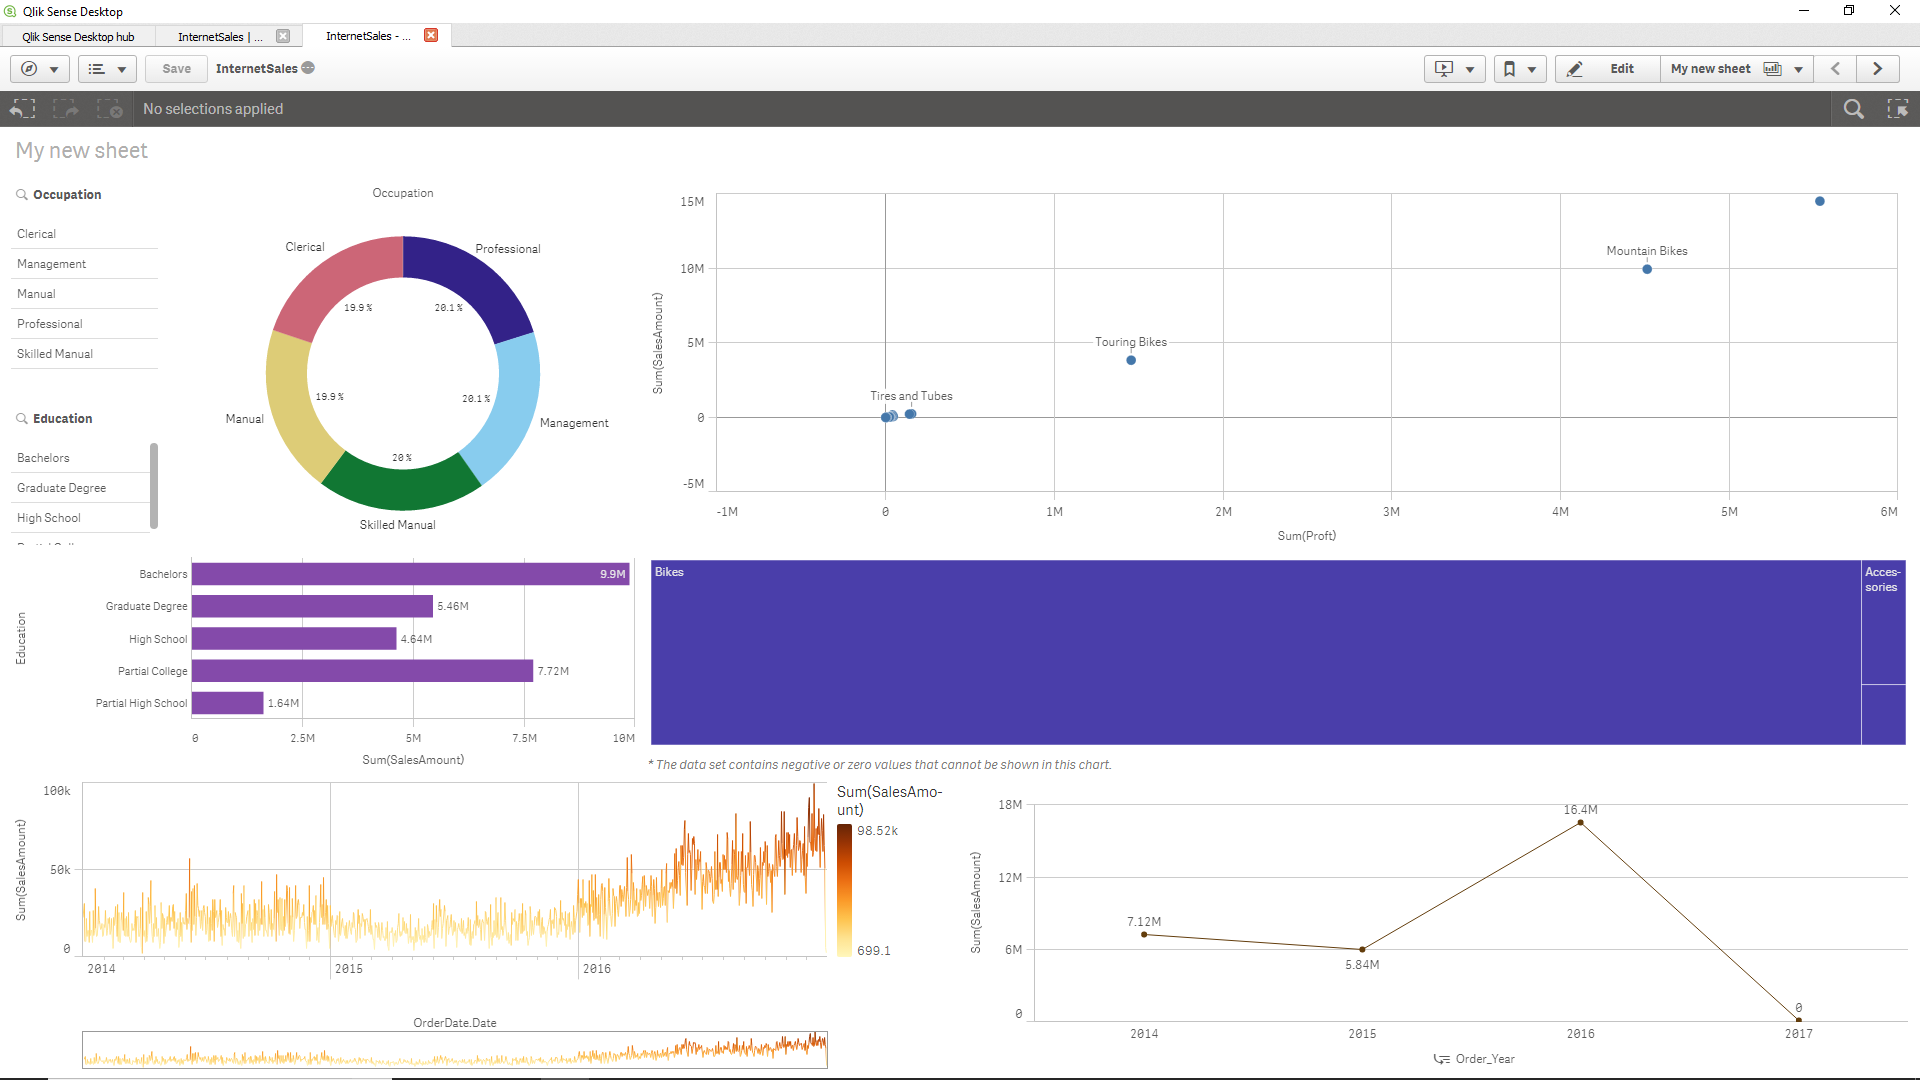 Qlik Sense Desktop
Qlik Sense Desktop hub
InternetSales | ...
InternetSales - ...
Save
InternetSales
Edit
My new sheet
No selections applied
My new sheet
Occupation
Clerical
Management
Manual
Professional
Skilled Manual
Education
Bachelors
Graduate Degree
High School
Occupation
Clerical
Professional
19.9 %
20.1 %
19.9 %
20.1 %
Manual
Management
20 %
Skilled Manual
Sum(SalesAmount)
15M
10M
5M
0
-5M
Mountain Bikes
Touring Bikes
Tires and Tubes
-1M
0
1M
2M
3M
4M
5M
6M
Sum(Proft)
Education
Bachelors
9.9M
Graduate Degree
5.46M
High School
4.64M
Partial College
7.72M
Partial High School
1.64M
0
2.5M
5M
7.5M
10M
Sum(SalesAmount)
Bikes
Acces-
sories
* The data set contains negative or zero values that cannot be shown in this chart.
Sum(SalesAmount)
100k
50k
0
2014
2015
2016
OrderDate.Date
Sum(SalesAmo-
unt)
98.52k
699.1
Sum(SalesAmount)
18M
12M
6M
0
7.12M
5.84M
16.4M
0
2014
2015
2016
2017
Order_Year